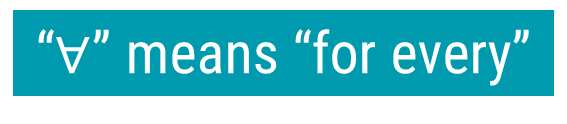 “∀” means “for every”